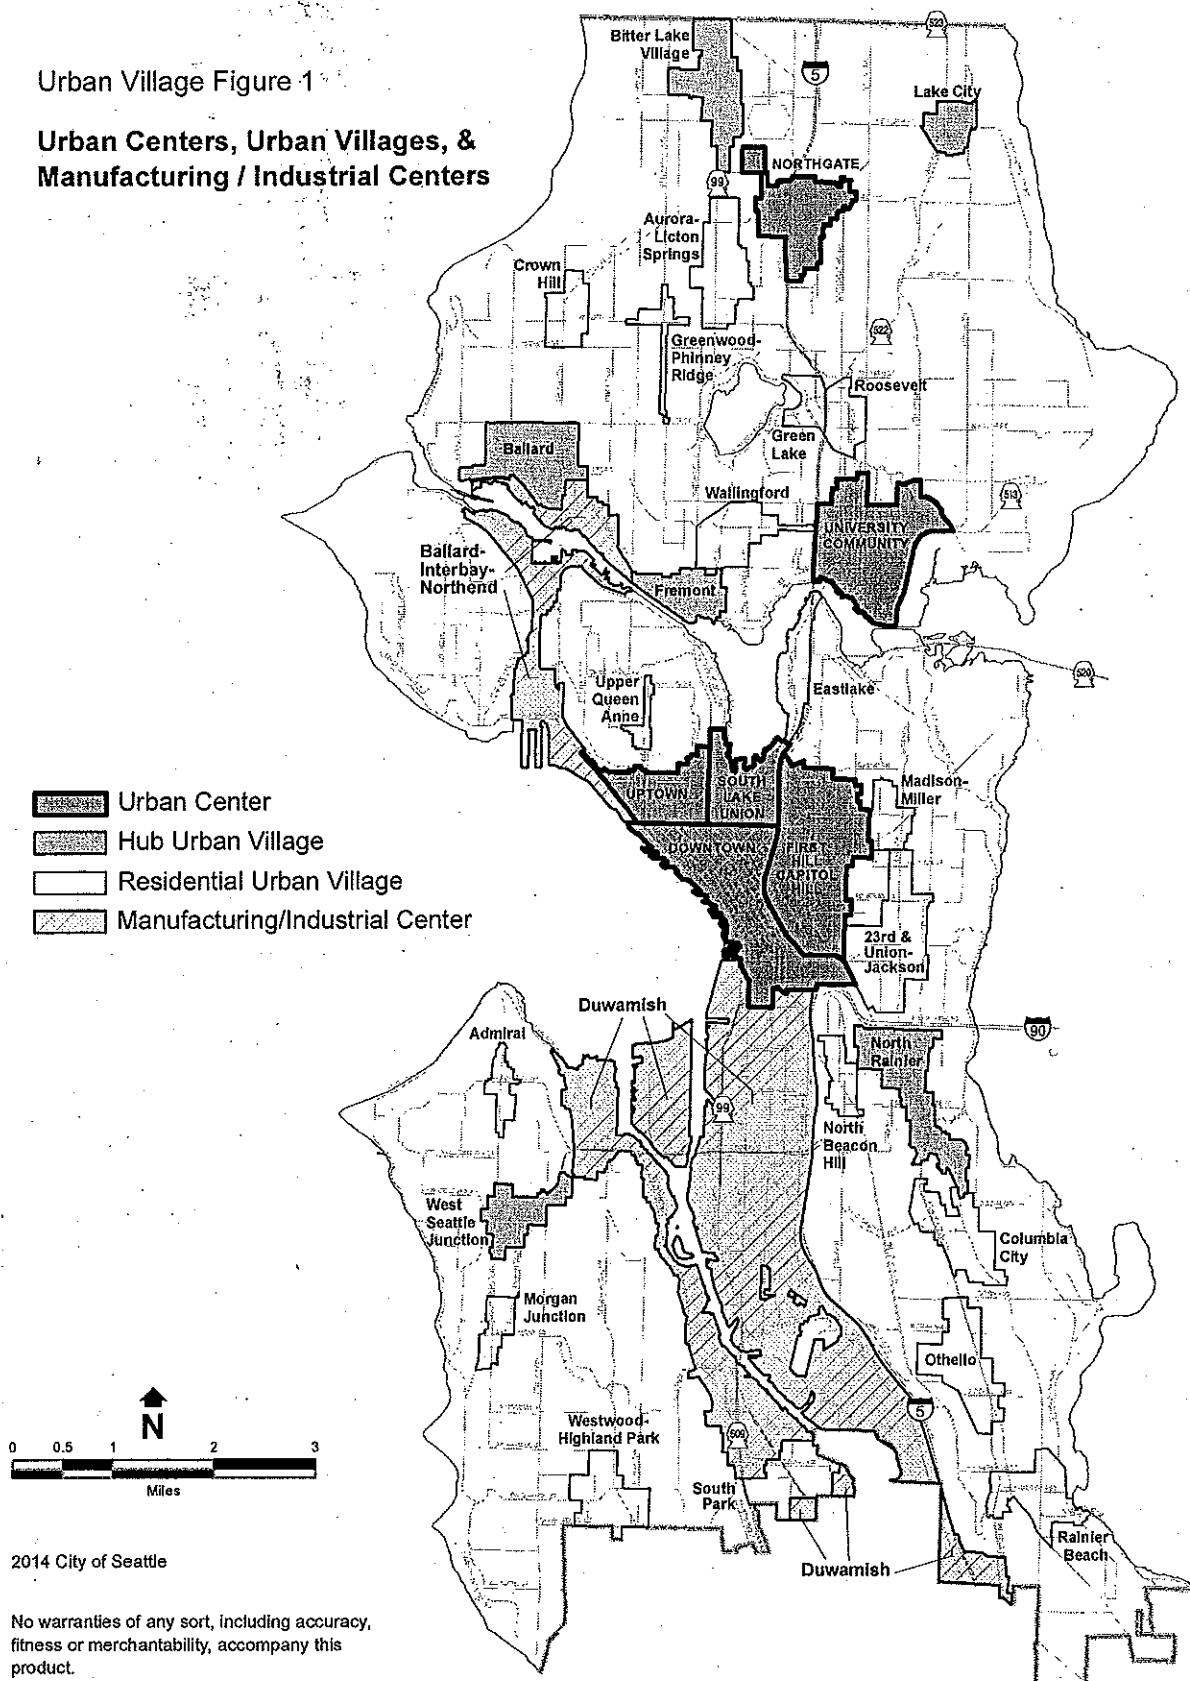 Urban Village Figure 1
Urban Centers, Urban Villages, &
Manufacturing / Industrial Centers
Bitter Lake
Village
523
5
Lake City
NORTHGATE
99
Aurora-
Licton
Springs
Crown
Hill
522
Greenwood-
Phinney
Ridge
Roosevelt
Green
Lake
Ballard
Wallingford
513
UNIVERSITY
COMMUNITY
Ballard-
Interbay-
Northend
Fremont
520
Upper
Queen
Anne
Eastlake
Madison-
Miller
UPTOWN
SOUTH
LAKE
UNION
Urban Center
Hub Urban Village
Residential Urban Village
Manufacturing/Industrial Center
DOWNTOWN
FIRST
HILL
CAPITOL
HILL
23rd &
Union-
Jackson
Duwamish
Admiral
90
North
Rainier
99
North
Beacon
Hill
West
Seattle
Junction
Columbia
City
Morgan
Junction
Othello
5
N
0 0.5 1 2 3
Miles
Westwood-
Highland Park
509
South
Park
Rainier
Beach
Duwamish
2014 City of Seattle
No warranties of any sort, including accuracy,
fitness or merchantability, accompany this
product.